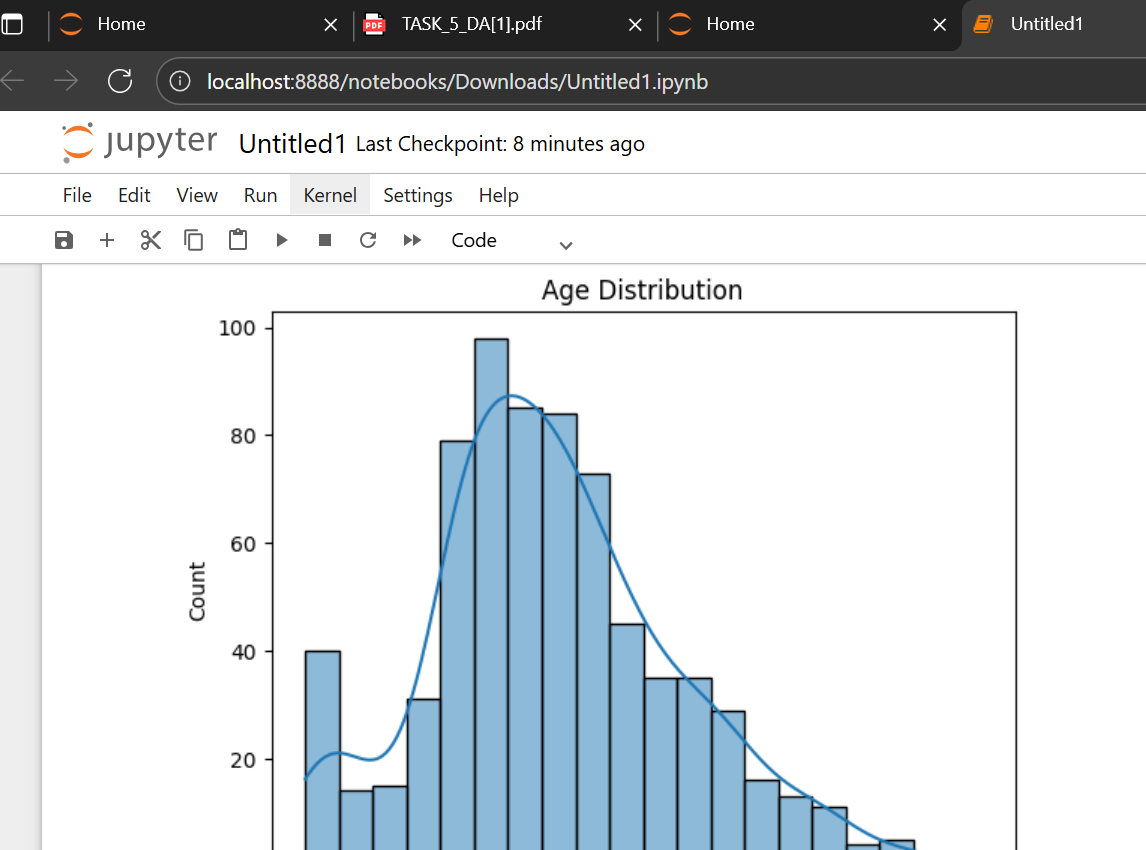 Home TASK_5_DA[1].pdf Home Untitled1
localhost:8888/notebooks/Downloads/Untitled1.ipynb
jupyter Untitled1 Last Checkpoint: 8 minutes ago
File Edit View Run Kernel Settings Help
Code
Age Distribution
100
80
60
Count
40
20